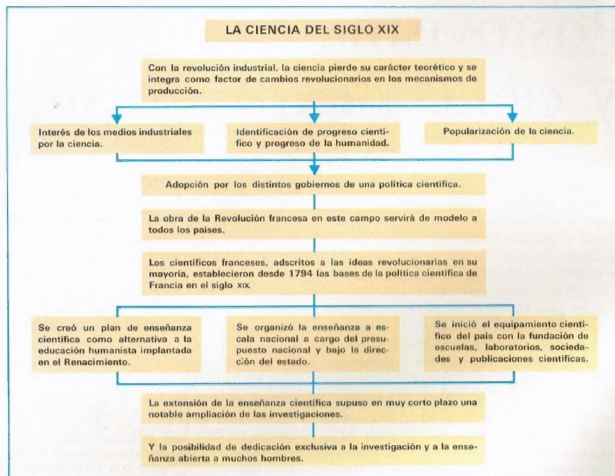 LA CIENCIA DEL SIGLO XIX
Con la revolución industrial, la ciencia pierde su carácter teorético y se
integra como factor de cambios revolucionarios en los mecanismos de
producción.
Interés de los medios industriales
por la ciencia.
Identificación de progreso cientí-
fico y progreso de la humanidad.
Popularización de la ciencia.
Adopción por los distintos gobiernos de una política científica.
La obra de la Revolución francesa en este campo servirá de modelo a
todos los países.
Los científicos franceses, adscritos a las ideas revolucionarias en su
mayoría, establecieron desde 1794 las bases de la política científica de
Francia en el siglo XIX.
Se creó un plan de enseñanza
científica como alternativa a la
educación humanista implantada
en el Renacimiento.
Se organizó la enseñanza a es-
cala nacional a cargo del presu-
puesto nacional y bajo la direc-
ción del estado.
Se inició el equipamiento cientí-
fico del país con la fundación de
escuelas, laboratorios, socieda-
des y publicaciones científicas.
La extensión de la enseñanza científica supuso en muy corto plazo una
notable ampliación de las investigaciones.
Y la posibilidad de dedicación exclusiva a la investigación y a la ense-
ñanza abierta a muchos hombres.